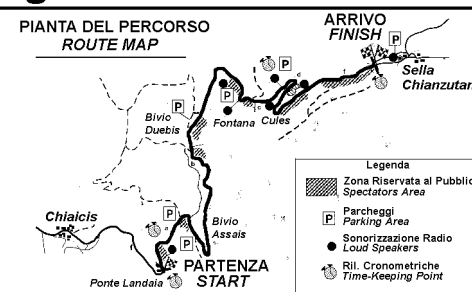 PIANTA DEL PERCORSO
ROUTE MAP
ARRIVO
FINISH
P
Sella
Chianzutan
P
P
P
Bivio
Duebis
Fontana
Cules
Chiaicis
P
P
Bivio
Assais
PARTENZA
START
Ponte Landaia
Legenda
Zona Riservata al Pubblico
Spectators Area
P
Parcheggi
Parking Area
Sonorizzazione Radio
Loud Speakers
Ril. Cronometriche
Time-Keeping Point